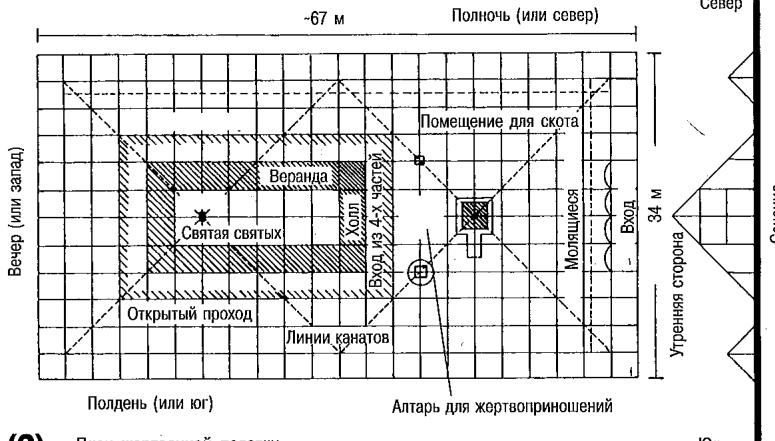 Север
~67 м
Полночь (или север)
Помещение для скота
Вечер (или запад)
Веранда
Святая святых
Холл
Вход из 4-х частей
Молящиеся
Вход
34 м
Утренняя сторона
Открытый проход
Линии канатов
Полдень (или юг)
Алтарь для жертвоприношений